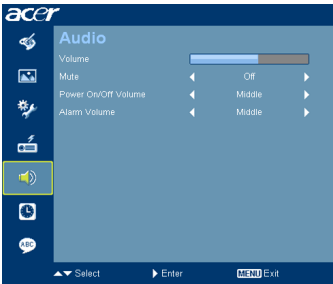 acer
Audio
Volume
Mute Off
Power On/Off Volume Middle
Alarm Volume Middle
ABC
Select Enter MENU Exit